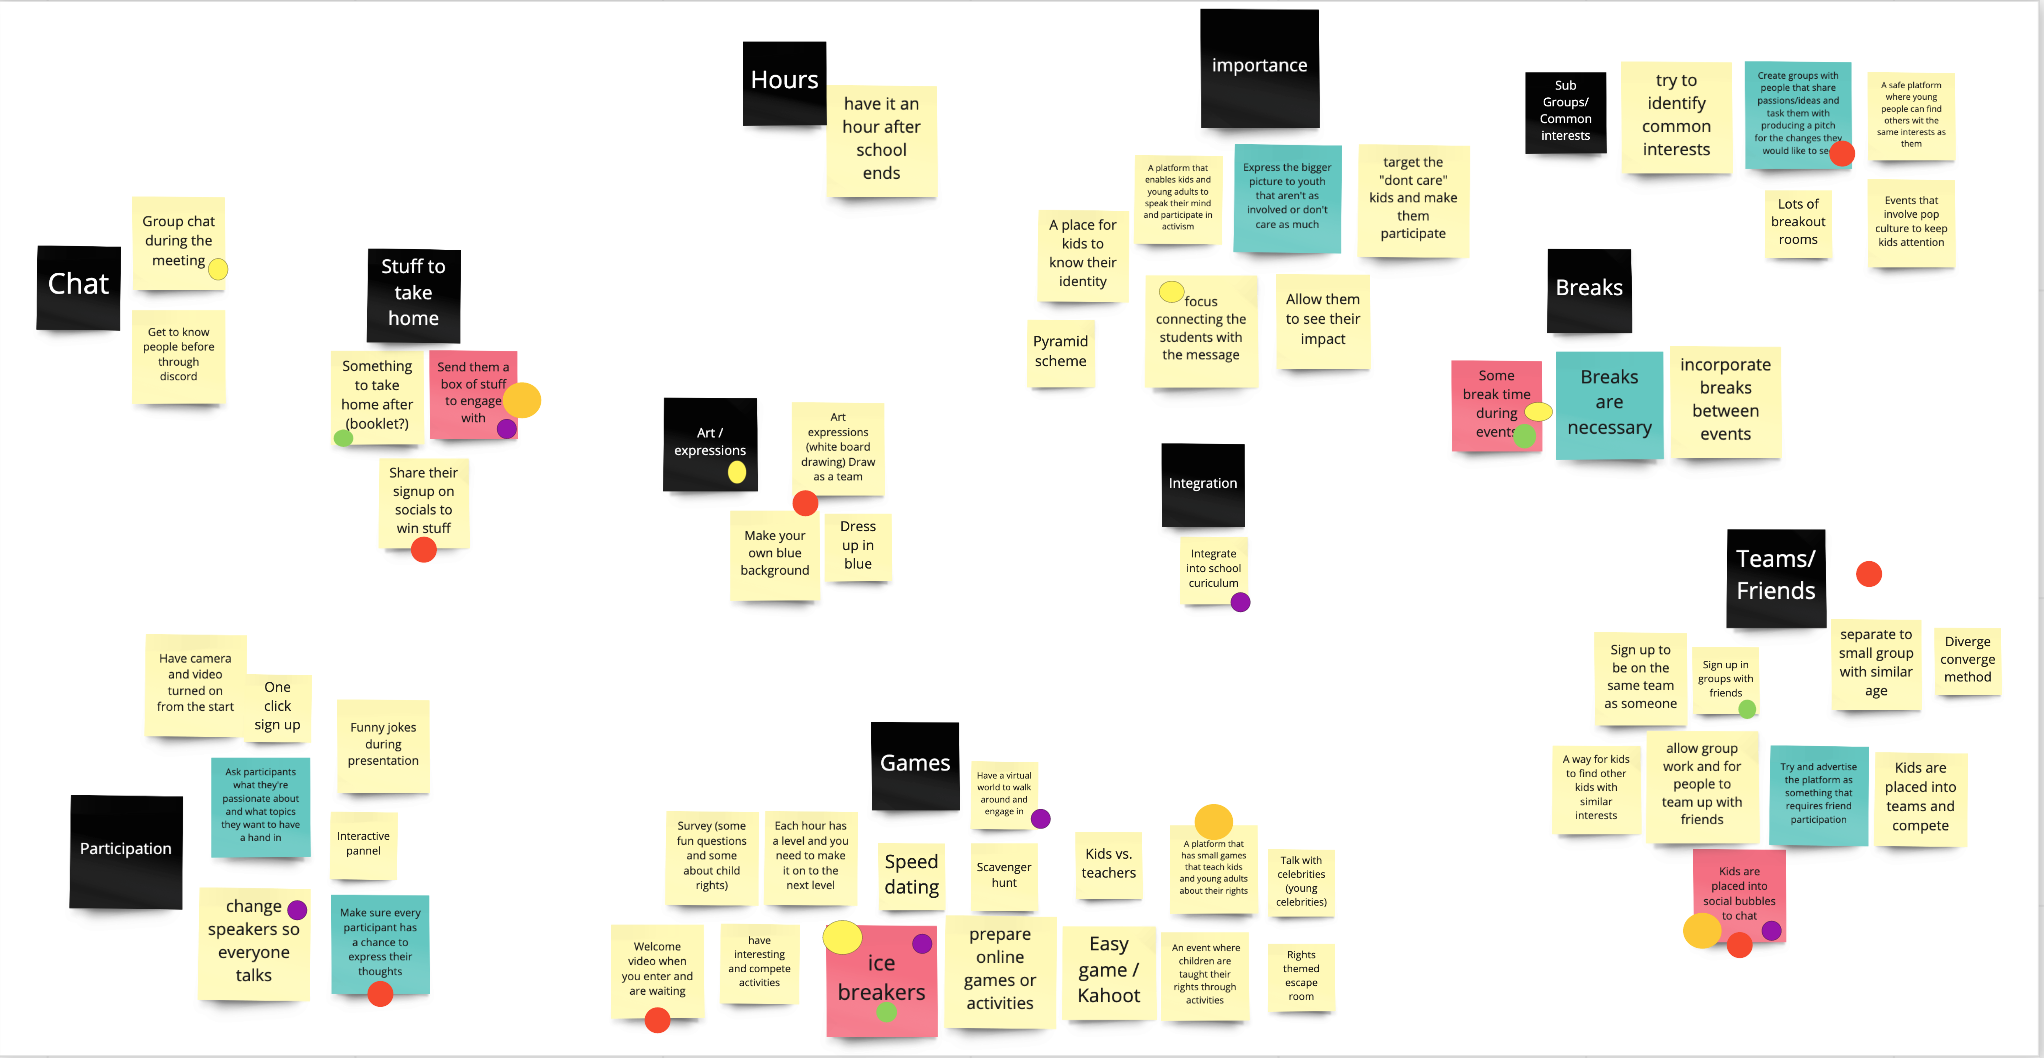 Hours
have it an
hour after
school
ends
importance
A platform that
enables kids and
young adults to
speak their mind
and participate in
activism
Express the bigger
picture to youth
that aren't as
involved or don't
care as much
target the
"dont care"
kids and make
them
participate
A place for
kids to
know their
identity
Pyramid
scheme
focus
connecting the
students with
the message
Allow them
to see their
impact
Sub
Groups/
Common
interests
try to
identify
common
interests
Create groups with
people that share
passions/ideas and
task them with
producing a pitch
for the changes they
would like to see
A safe platform
where young
people can find
others wit the
same interests as
them
Lots of
breakout
rooms
Events that
involve pop
culture to keep
kids attention
Chat
Group chat
during the
meeting
Get to know
people before
through
discord
Stuff to
take
home
Something
to take
home after
(booklet?)
Send them a
box of stuff
to engage
with
Share their
signup on
socials to
win stuff
Art /
expressions
Art
expressions
(white board
drawing) Draw
as a team
Make your
own blue
background
Dress
up in
blue
Integration
Integrate
into school
curiculum
Breaks
Some
break time
during
events
Breaks
are
necessary
incorporate
breaks
between
events
Teams/
Friends
Sign up to
be on the
same team
as someone
Sign up in
groups with
friends
separate to
small group
with similar
age
Diverge
converge
method
A way for kids
to find other
kids with
similar
interests
allow group
work and for
people to
team up with
friends
Try and advertise
the platform as
something that
requires friend
participation
Kids are
placed into
teams and
compete
Kids are
placed into
social bubbles
to chat
Participation
Have camera
and video
turned on
from the start
One
click
sign up
Funny jokes
during
presentation
Ask participants
what they're
passionate about
and what topics
they want to have
a hand in
Interactive
pannel
change
speakers so
everyone
talks
Make sure every
participant has
a chance to
express their
thoughts
Games
Have a virtual
world to walk
around and
engage in
Survey (some
fun questions
and some
about child
rights)
Each hour has
a level and you
need to make
it on to the
next level
Speed
dating
Scavenger
hunt
Kids vs.
teachers
A platform that
has small games
that teach kids
and young adults
about their rights
Talk with
celebrities
(young
celebrities)
Welcome
video when
you enter and
are waiting
have
interesting
and compete
activities
ice
breakers
prepare
online
games or
activities
Easy
game /
Kahoot
An event where
children are
taught their
rights through
activities
Rights
themed
escape
room